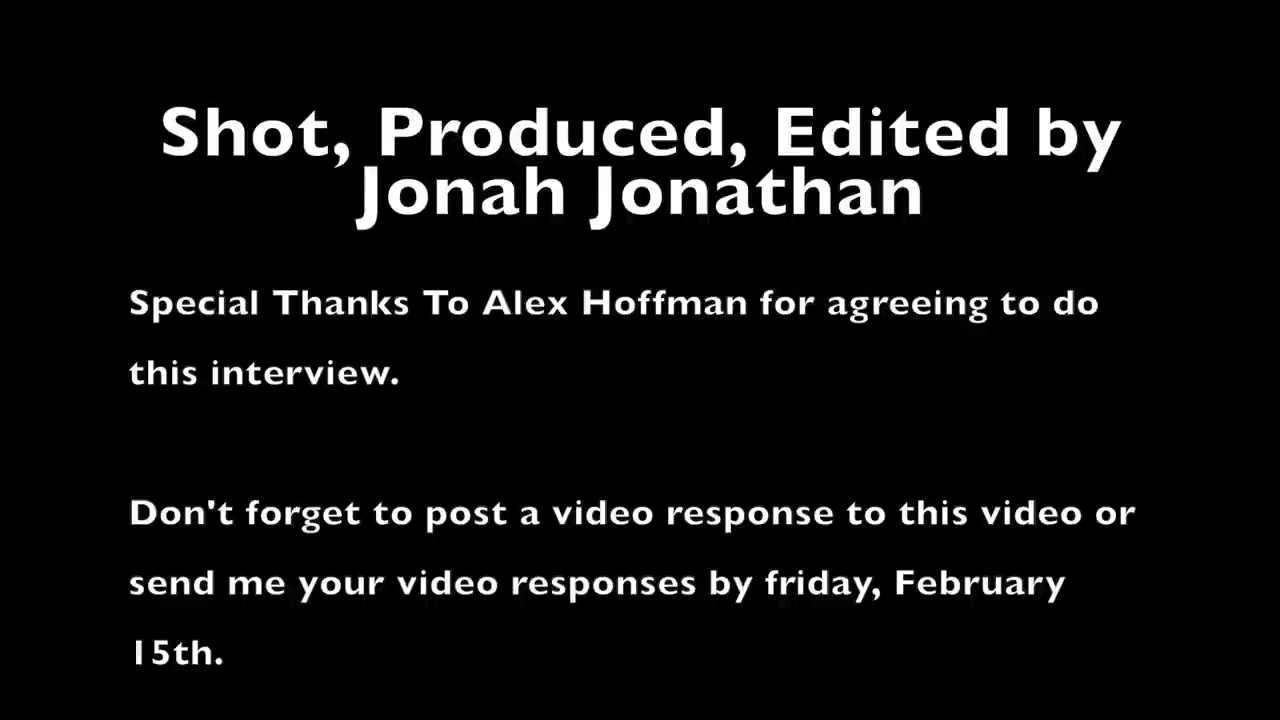 Shot, Produced, Edited by
Jonah Jonathan
Special Thanks To Alex Hoffman for agreeing to do
this interview.
Don't forget to post a video response to this video or
send me your video responses by friday, February
15th.